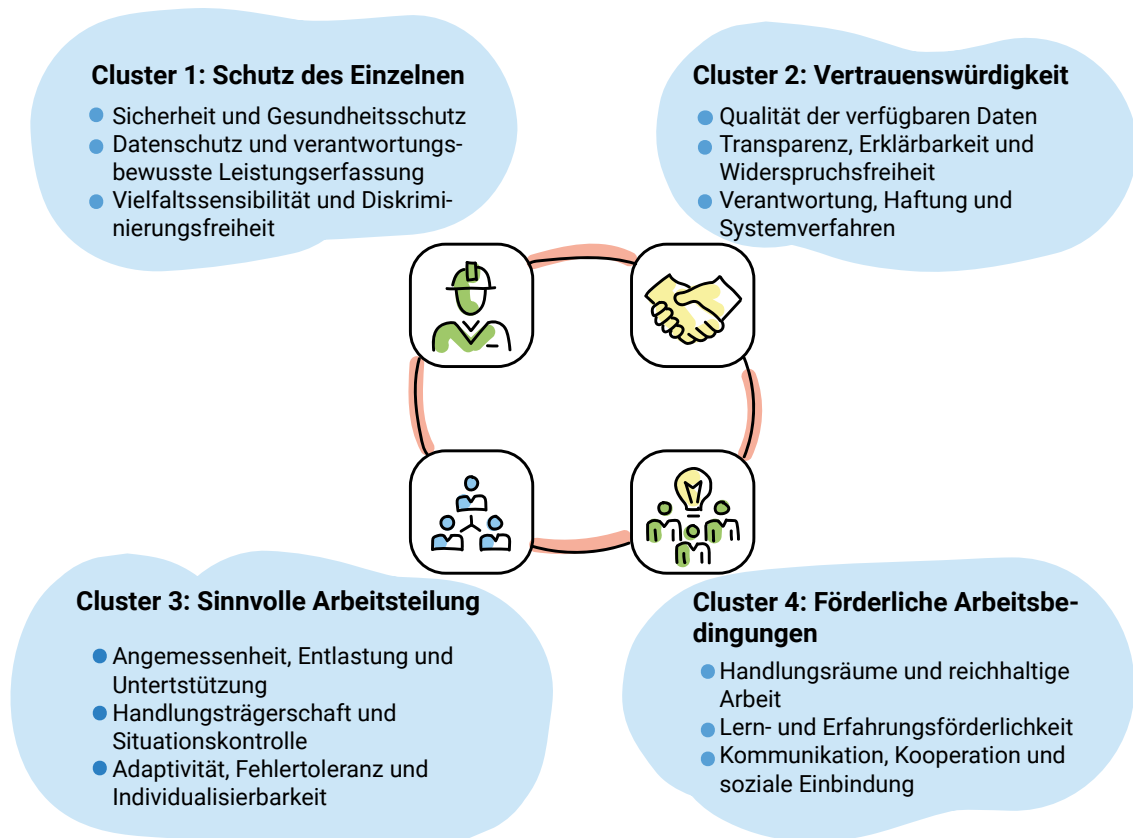 Cluster 1: Schutz des Einzelnen
Sicherheit und Gesundheitsschutz
Datenschutz und verantwortungs-
bewusste Leistungserfassung
Vielfaltssensibilität und Diskrimi-
nierungsfreiheit
Cluster 2: Vertrauenswürdigkeit
Qualität der verfügbaren Daten
Transparenz, Erklärbarkeit und
Widerspruchsfreiheit
Verantwortung, Haftung und
Systemverfahren
Cluster 3: Sinnvolle Arbeitsteilung
Angemessenheit, Entlastung und
Untertstützung
Handlungsträgerschaft und
Situationskontrolle
Adaptivität, Fehlertoleranz und
Individualisierbarkeit
Cluster 4: Förderliche Arbeitsbe-
dingungen
Handlungsräume und reichhaltige
Arbeit
Lern- und Erfahrungsförderlichkeit
Kommunikation, Kooperation und
soziale Einbindung